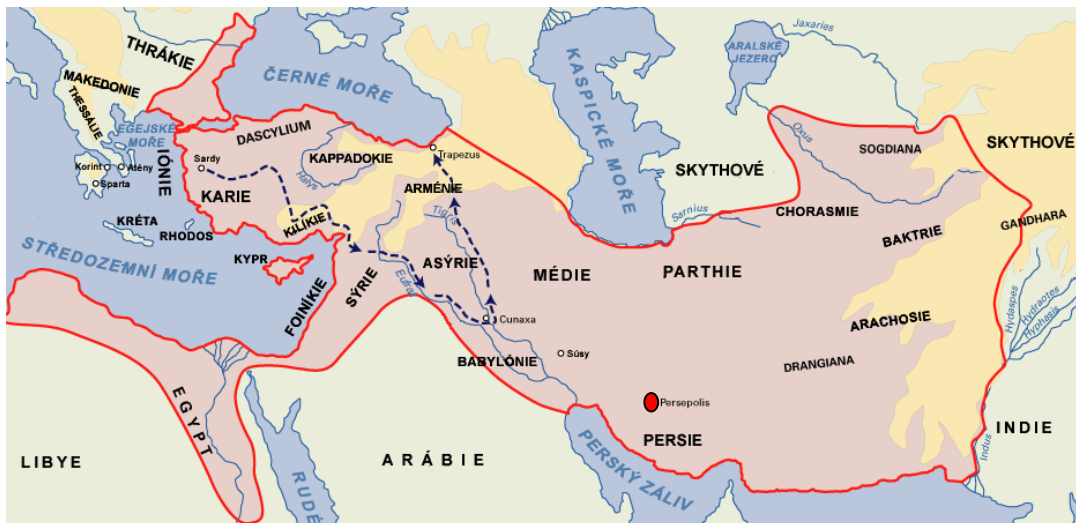 THRÁKIE
MAKEDONIE
THESSÁLIE
EGEJSKÉ
MOŘE
Korint
Atény
Sparta
IÓNIE
KRÉTA
RHODOS
STŘEDOZEMNÍ MOŘE
KYPR
ČERNÉ MOŘE
DASCYLIUM
Sardy
KARIE
KAPPADOKIE
Halys
KILÍKIE
Trapezus
ARMÉNIE
Tigris
ASÝRIE
SÝRIE
FOINÍKIE
Eufrat
Cunaxa
BABYLÓNIE
Súsy
MÉDIE
KASPICKÉ MOŘE
ARALSKÉ
JEZERO
Jaxaries
SKYTHOVÉ
Oxus
SOGDIANA
SKYTHOVÉ
Sarnius
CHORASMIE
PARTHIE
BAKTRIE
GANDHARA
ARACHOSIE
DRANGIANA
Hydaspes
Hydraotes
Hyphasis
Indus
INDIE
Persepolis
PERSIE
PERSKÝ ZÁLIV
ARÁBIE
RUDÉ
EGYPT
LIBYE